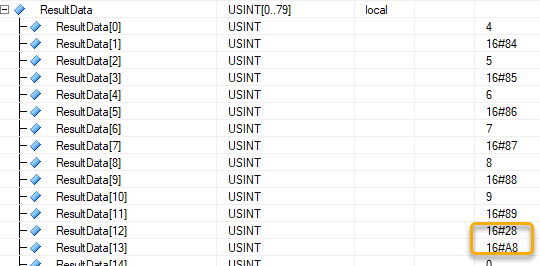 ResultData USINT[0..79] local
ResultData[0] USINT 4
ResultData[1] USINT 16#84
ResultData[2] USINT 5
ResultData[3] USINT 16#85
ResultData[4] USINT 6
ResultData[5] USINT 16#86
ResultData[6] USINT 7
ResultData[7] USINT 16#87
ResultData[8] USINT 8
ResultData[9] USINT 16#88
ResultData[10] USINT 9
ResultData[11] USINT 16#89
ResultData[12] USINT 16#28
ResultData[13] USINT 16#A8
ResultData[14] USINT 0